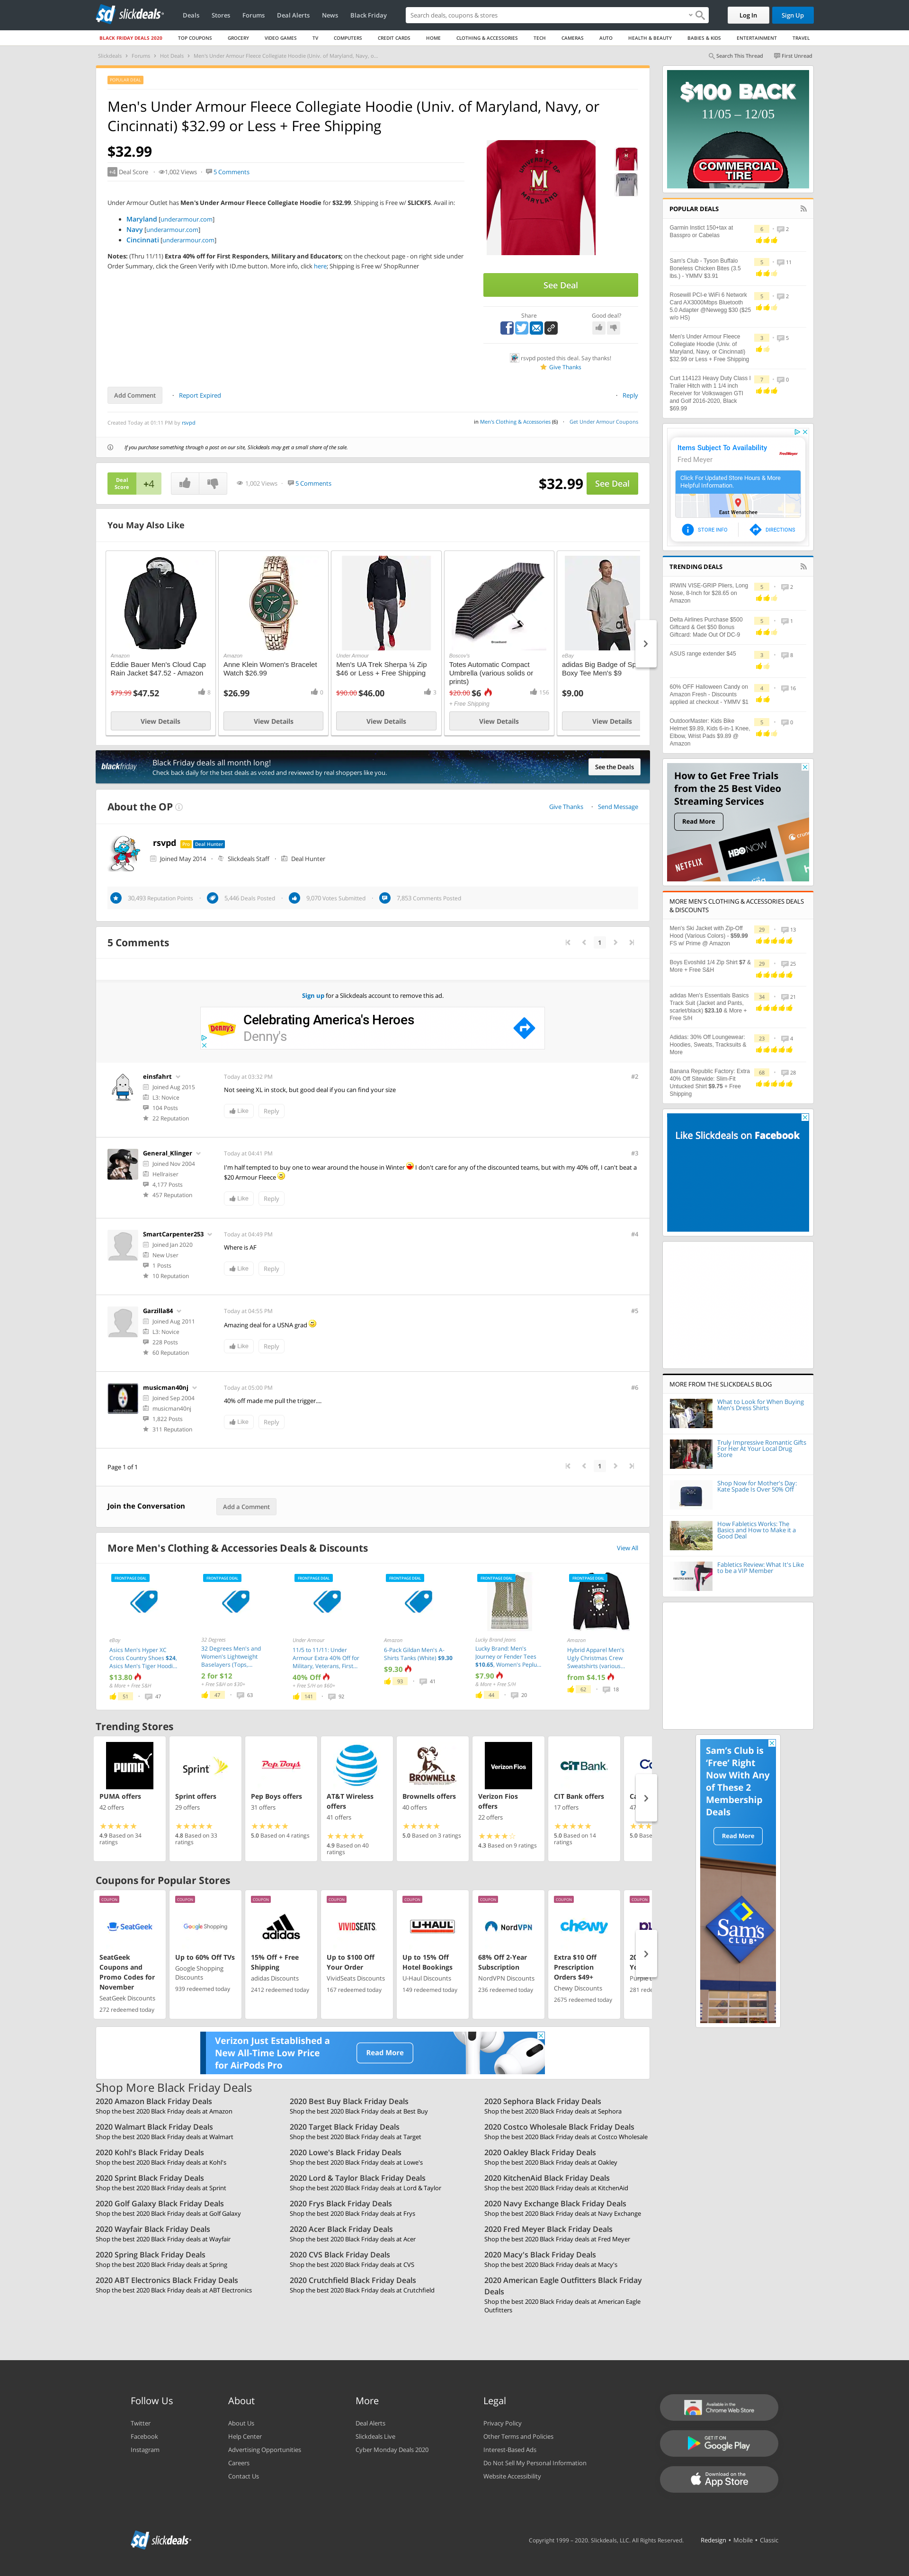 slickdeals
Deals Stores Forums Deal Alerts News Black Friday
Search deals, coupons & stores
Log In Sign Up
BLACK FRIDAY DEALS 2020 TOP COUPONS GROCERY VIDEO GAMES TV COMPUTERS CREDIT CARDS HOME CLOTHING & ACCESSORIES TECH CAMERAS AUTO HEALTH & BEAUTY BABIES & KIDS ENTERTAINMENT TRAVEL
Slickdeals > Forums > Hot Deals > Men's Under Armour Fleece Collegiate Hoodie (Univ. of Maryland, Navy, o...
Search This Thread First Unread
POPULAR DEAL
Men's Under Armour Fleece Collegiate Hoodie (Univ. of Maryland, Navy, or
Cincinnati) $32.99 or Less + Free Shipping
$32.99
+4 Deal Score 1,002 Views 5 Comments
Under Armour Outlet has Men's Under Armour Fleece Collegiate Hoodie for $32.99. Shipping is Free w/ SLICKFS. Avail in:
Maryland [underarmour.com]
Navy [underarmour.com]
Cincinnati [underarmour.com]
Notes: (Thru 11/11) Extra 40% off for First Responders, Military and Educators; on the checkout page - on right side under
Order Summary, click the Green Verify with ID.me button. More info, click here; Shipping is Free w/ ShopRunner
UNIVERSITY OF
MARYLAND
See Deal
Share Good deal?
rsvpd posted this deal. Say thanks!
Give Thanks
Add Comment Report Expired Reply
Created Today at 01:11 PM by rsvpd
in Men's Clothing & Accessories (6) Get Under Armour Coupons
If you purchase something through a post on our site, Slickdeals may get a small share of the sale.
Deal
Score
+4
1,002 Views 5 Comments
$32.99 See Deal
You May Also Like
Amazon
Eddie Bauer Men's Cloud Cap
Rain Jacket $47.52 - Amazon
$79.99 $47.52 8
View Details
Amazon
Anne Klein Women's Bracelet
Watch $26.99
$26.99 0
View Details
Under Armour
Men's UA Trek Sherpa ¼ Zip
$46 or Less + Free Shipping
$90.00 $46.00 3
View Details
Boscov's
Totes Automatic Compact
Umbrella (various solids or
prints)
$20.00 $6 156
+ Free Shipping
View Details
eBay
adidas Big Badge of Sp
Boxy Tee Men's $9
$9.00
View Details
blackfriday
Black Friday deals all month long!
Check back daily for the best deals as voted and reviewed by real shoppers like you.
See the Deals
About the OP
Give Thanks Send Message
rsvpd Pro Deal Hunter
Joined May 2014 Slickdeals Staff Deal Hunter
30,493 Reputation Points 5,446 Deals Posted 9,070 Votes Submitted 7,853 Comments Posted
5 Comments
1
Sign up for a Slickdeals account to remove this ad.
Denny's
Celebrating America's Heroes
Denny's
einsfahrt
Joined Aug 2015
L3: Novice
104 Posts
22 Reputation
Today at 03:32 PM #2
Not seeing XL in stock, but good deal if you can find your size
Like Reply
General_Klinger
Joined Nov 2004
Hellraiser
4,177 Posts
457 Reputation
Today at 04:41 PM #3
I'm half tempted to buy one to wear around the house in Winter I don't care for any of the discounted teams, but with my 40% off, I can't beat a
$20 Armour Fleece
Like Reply
SmartCarpenter253
Joined Jan 2020
New User
1 Posts
10 Reputation
Today at 04:49 PM #4
Where is AF
Like Reply
Garzilla84
Joined Aug 2011
L3: Novice
228 Posts
60 Reputation
Today at 04:55 PM #5
Amazing deal for a USNA grad
Like Reply
musicman40nj
Joined Sep 2004
musicman40nj
1,822 Posts
311 Reputation
Today at 05:00 PM #6
40% off made me pull the trigger....
Like Reply
Page 1 of 1
1
Join the Conversation Add a Comment
More Men's Clothing & Accessories Deals & Discounts View All
FRONTPAGE DEAL
eBay
Asics Men's Hyper XC
Cross Country Shoes $24,
Asics Men's Tiger Hoodi...
$13.80
& More + Free S&H
51 47
FRONTPAGE DEAL
32 Degrees
32 Degrees Men's and
Women's Lightweight
Baselayers (Tops,...
2 for $12
+ Free S&H on $30+
47 63
FRONTPAGE DEAL
Under Armour
11/5 to 11/11: Under
Armour Extra 40% Off for
Military, Veterans, First...
40% Off
+ Free S/H on $60+
141 92
FRONTPAGE DEAL
Amazon
6-Pack Gildan Men's A-
Shirts Tanks (White) $9.30
$9.30
93 41
FRONTPAGE DEAL
Lucky Brand Jeans
Lucky Brand: Men's
Journey or Fender Tees
$10.65, Women's Peplu...
$7.90
& More + Free S/H
44 20
FRONTPAGE DEAL
Amazon
Hybrid Apparel Men's
Ugly Christmas Crew
Sweatshirts (various...
from $4.15
62 18
Trending Stores
PUMA
PUMA offers
42 offers
4.9 Based on 34
ratings
Sprint
Sprint offers
29 offers
4.8 Based on 33
ratings
Pep Boys
Pep Boys offers
31 offers
5.0 Based on 4 ratings
AT&T Wireless
offers
41 offers
4.9 Based on 40
ratings
BROWNELLS
Brownells offers
40 offers
5.0 Based on 3 ratings
Verizon Fios
Verizon Fios
offers
22 offers
4.3 Based on 9 ratings
CIT Bank
CIT Bank offers
17 offers
5.0 Based on 14
ratings
Coupons for Popular Stores
COUPON
SeatGeek
SeatGeek
Coupons and
Promo Codes for
November
SeatGeek Discounts
272 redeemed today
COUPON
Google Shopping
Up to 60% Off TVs
Google Shopping
Discounts
939 redeemed today
COUPON
adidas
15% Off + Free
Shipping
adidas Discounts
2412 redeemed today
COUPON
VIVIDSEATS
Up to $100 Off
Your Order
VividSeats Discounts
167 redeemed today
COUPON
U-HAUL
Up to 15% Off
Hotel Bookings
U-Haul Discounts
149 redeemed today
COUPON
NordVPN
68% Off 2-Year
Subscription
NordVPN Discounts
236 redeemed today
COUPON
chewy
Extra $10 Off
Prescription
Orders $49+
Chewy Discounts
2675 redeemed today
COUPON
Verizon Just Established a
New All-Time Low Price
for AirPods Pro
Read More
Shop More Black Friday Deals
2020 Amazon Black Friday Deals
Shop the best 2020 Black Friday deals at Amazon
2020 Best Buy Black Friday Deals
Shop the best 2020 Black Friday deals at Best Buy
2020 Sephora Black Friday Deals
Shop the best 2020 Black Friday deals at Sephora
2020 Walmart Black Friday Deals
Shop the best 2020 Black Friday deals at Walmart
2020 Target Black Friday Deals
Shop the best 2020 Black Friday deals at Target
2020 Costco Wholesale Black Friday Deals
Shop the best 2020 Black Friday deals at Costco Wholesale
2020 Kohl's Black Friday Deals
Shop the best 2020 Black Friday deals at Kohl's
2020 Lowe's Black Friday Deals
Shop the best 2020 Black Friday deals at Lowe's
2020 Oakley Black Friday Deals
Shop the best 2020 Black Friday deals at Oakley
2020 Sprint Black Friday Deals
Shop the best 2020 Black Friday deals at Sprint
2020 Lord & Taylor Black Friday Deals
Shop the best 2020 Black Friday deals at Lord & Taylor
2020 KitchenAid Black Friday Deals
Shop the best 2020 Black Friday deals at KitchenAid
2020 Golf Galaxy Black Friday Deals
Shop the best 2020 Black Friday deals at Golf Galaxy
2020 Frys Black Friday Deals
Shop the best 2020 Black Friday deals at Frys
2020 Navy Exchange Black Friday Deals
Shop the best 2020 Black Friday deals at Navy Exchange
2020 Wayfair Black Friday Deals
Shop the best 2020 Black Friday deals at Wayfair
2020 Acer Black Friday Deals
Shop the best 2020 Black Friday deals at Acer
2020 Fred Meyer Black Friday Deals
Shop the best 2020 Black Friday deals at Fred Meyer
2020 Spring Black Friday Deals
Shop the best 2020 Black Friday deals at Spring
2020 CVS Black Friday Deals
Shop the best 2020 Black Friday deals at CVS
2020 Macy's Black Friday Deals
Shop the best 2020 Black Friday deals at Macy's
2020 ABT Electronics Black Friday Deals
Shop the best 2020 Black Friday deals at ABT Electronics
2020 Crutchfield Black Friday Deals
Shop the best 2020 Black Friday deals at Crutchfield
2020 American Eagle Outfitters Black Friday
Deals
Shop the best 2020 Black Friday deals at American Eagle
Outfitters
$100 BACK
11/05 – 12/05
COMMERCIAL
TIRE
POPULAR DEALS
Garmin Instict 150+tax at
Basspro or Cabelas
6 2
Sam's Club - Tyson Buffalo
Boneless Chicken Bites (3.5
lbs.) - YMMV $3.91
5 11
Rosewill PCI-e WiFi 6 Network
Card AX3000Mbps Bluetooth
5.0 Adapter @Newegg $30 ($25
w/o HS)
5 2
Men's Under Armour Fleece
Collegiate Hoodie (Univ. of
Maryland, Navy, or Cincinnati)
$32.99 or Less + Free Shipping
3 5
Curt 114123 Heavy Duty Class I
Trailer Hitch with 1 1/4 inch
Receiver for Volkswagen GTI
and Golf 2016-2020, Black
$69.99
7 0
Items Subject To Availability
Fred Meyer
Click For Updated Store Hours & More
Helpful Information.
East Wenatchee
STORE INFO DIRECTIONS
TRENDING DEALS
IRWIN VISE-GRIP Pliers, Long
Nose, 8-Inch for $28.65 on
Amazon
5 2
Delta Airlines Purchase $500
Giftcard & Get $50 Bonus
Giftcard: Made Out Of DC-9
5 1
ASUS range extender $45
3 8
60% OFF Halloween Candy on
Amazon Fresh - Discounts
applied at checkout - YMMV $1
4 16
OutdoorMaster: Kids Bike
Helmet $9.89, Kids 6-in-1 Knee,
Elbow, Wrist Pads $9.89 @
Amazon
5 0
How to Get Free Trials
from the 25 Best Video
Streaming Services
Read More
NETFLIX HBO NOW
MORE MEN'S CLOTHING & ACCESSORIES DEALS
& DISCOUNTS
Men's Ski Jacket with Zip-Off
Hood (Various Colors) - $59.99
FS w/ Prime @ Amazon
29 13
Boys Evoshild 1/4 Zip Shirt $7 &
More + Free S&H
29 25
adidas Men's Essentials Basics
Track Suit (Jacket and Pants,
scarlet/black) $23.10 & More +
Free S/H
34 21
Adidas: 30% Off Loungewear:
Hoodies, Sweats, Tracksuits &
More
23 4
Banana Republic Factory: Extra
40% Off Sitewide: Slim-Fit
Untucked Shirt $9.75 + Free
Shipping
68 28
Like Slickdeals on Facebook
MORE FROM THE SLICKDEALS BLOG
What to Look for When Buying
Men's Dress Shirts
Truly Impressive Romantic Gifts
For Her At Your Local Drug
Store
Shop Now for Mother's Day:
Kate Spade Is Over 50% Off
How Fabletics Works: The
Basics and How to Make it a
Good Deal
Fabletics Review: What It's Like
to be a VIP Member
Sam's Club is
'Free' Right
Now With Any
of These 2
Membership
Deals
Read More
Sam's
CLUB
Follow Us
Twitter
Facebook
Instagram
About
About Us
Help Center
Advertising Opportunities
Careers
Contact Us
More
Deal Alerts
Slickdeals Live
Cyber Monday Deals 2020
Legal
Privacy Policy
Other Terms and Policies
Interest-Based Ads
Do Not Sell My Personal Information
Website Accessibility
Available in the
Chrome Web Store
GET IT ON
Google Play
Download on the
App Store
slickdeals
Copyright 1999 – 2020. Slickdeals, LLC. All Rights Reserved. Redesign • Mobile • Classic